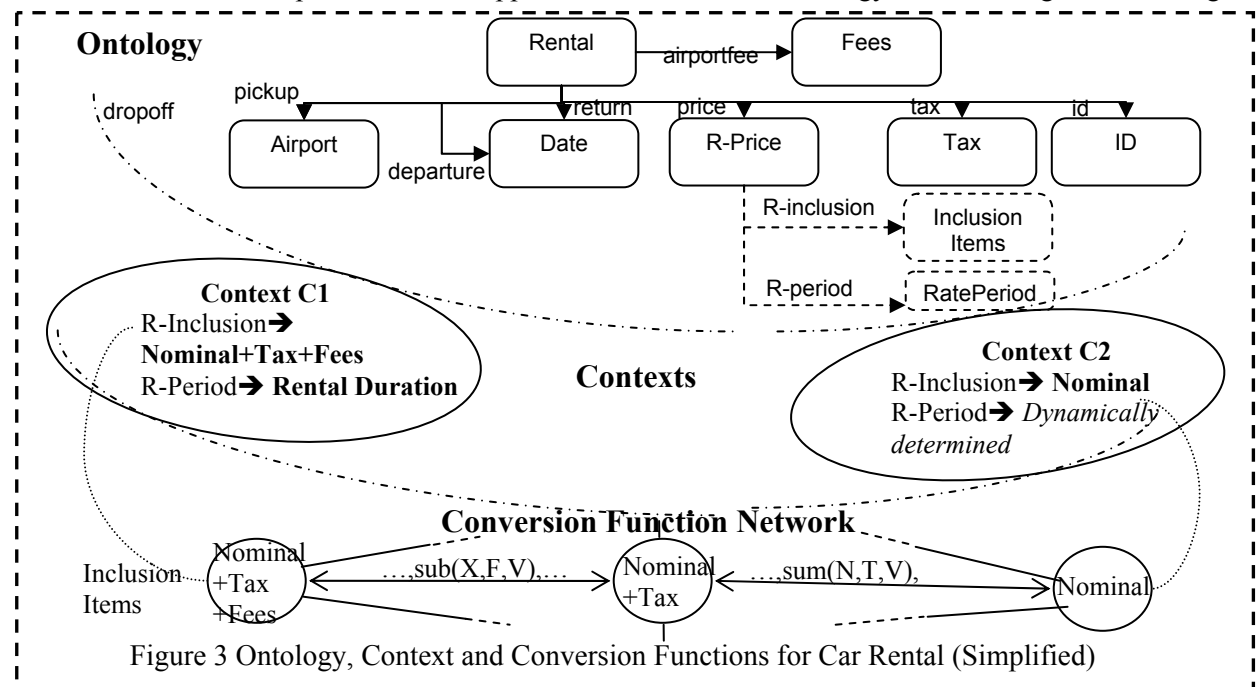 Ontology
Rental
airportfee
Fees
pickup
dropoff
return
price
tax
id
Airport
departure
Date
R-Price
Tax
ID
R-inclusion
Inclusion
Items
R-period
RatePeriod
Context C1
R-Inclusion➔
Nominal+Tax+Fees
R-Period➔ Rental Duration
Contexts
Context C2
R-Inclusion➔ Nominal
R-Period➔ Dynamically
determined
Conversion Function Network
Inclusion
Items
Nominal
+Tax
+Fees
…,sub(X,F,V),…
Nominal
+Tax
…,sum(N,T,V),
Nominal
Figure 3 Ontology, Context and Conversion Functions for Car Rental (Simplified)